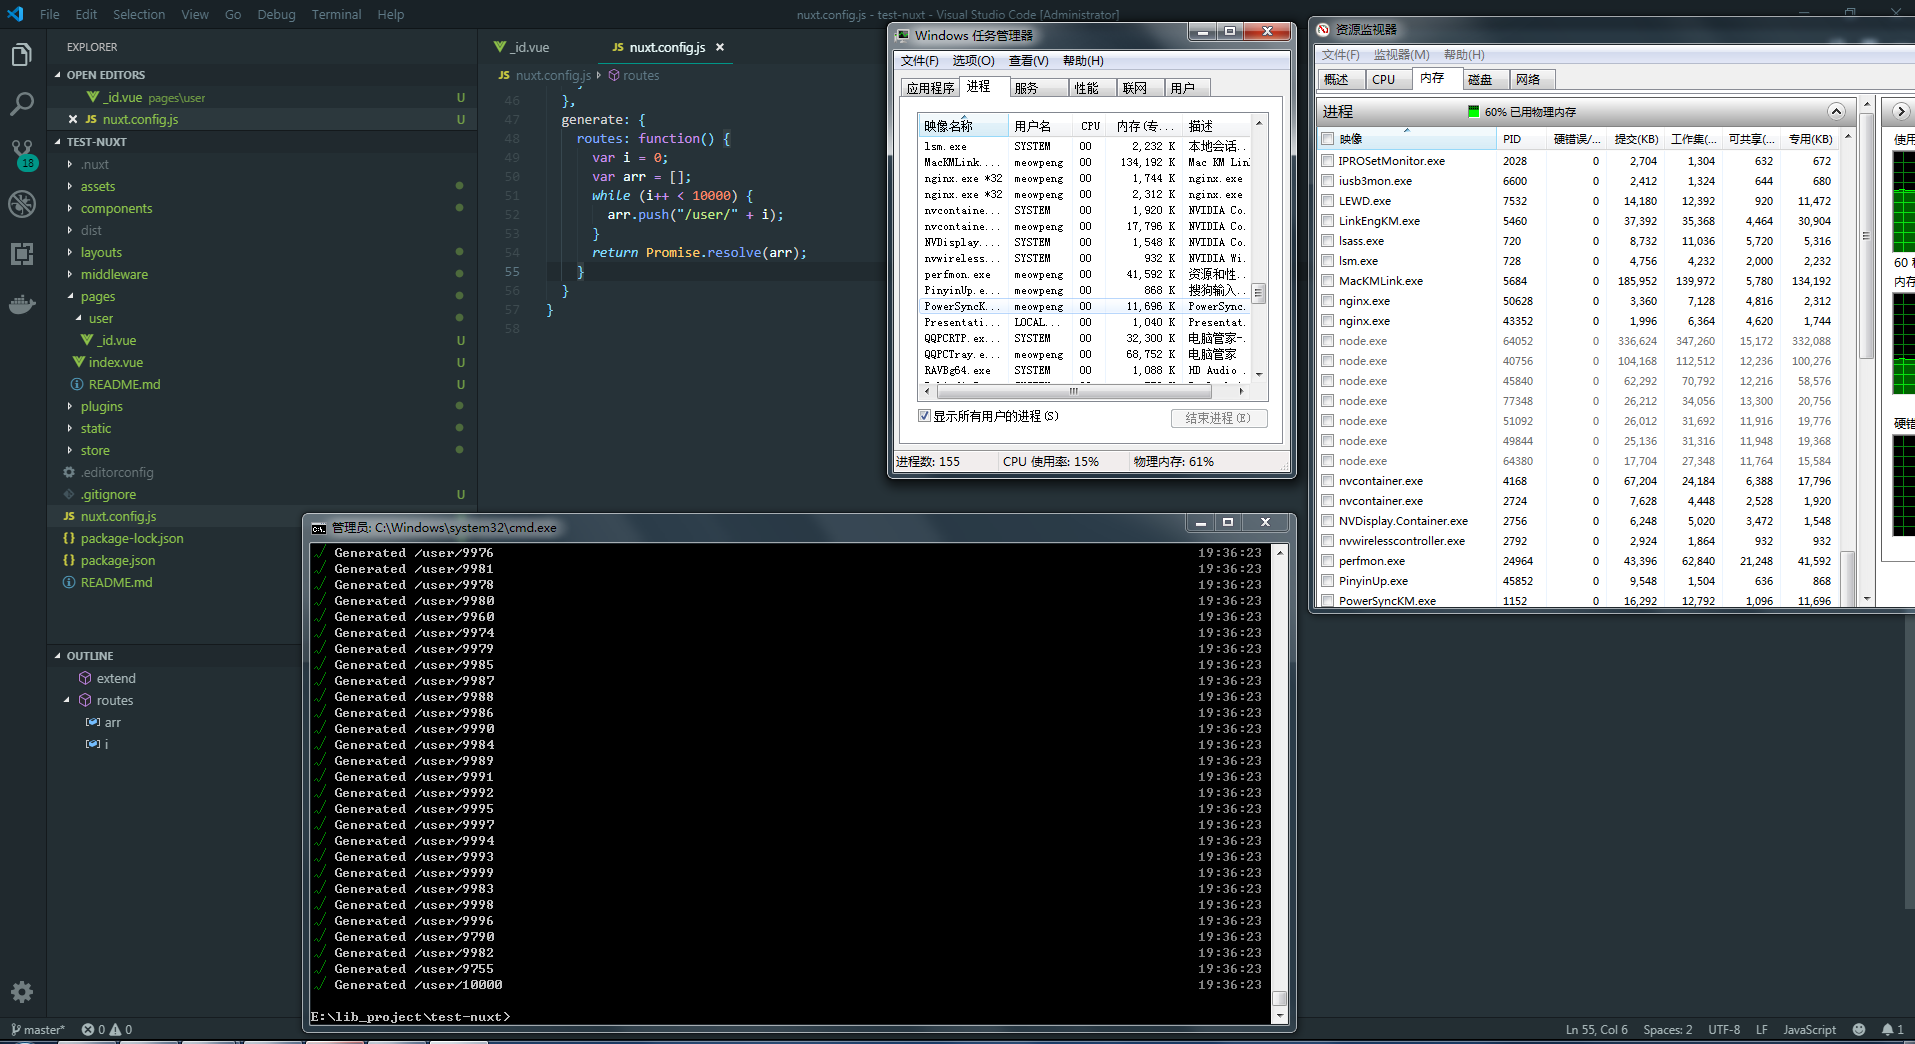 File Edit Selection View Go Debug Terminal Help
nuxt.config.js - test-nuxt - Visual Studio Code [Administrator]
EXPLORER
OPEN EDITORS
_id.vue pages\user U
nuxt.config.js U
TEST-NUXT
.nuxt
assets
components
dist
layouts
middleware
pages
user
_id.vue U
index.vue U
README.md U
plugins
static
store
.editorconfig
.gitignore U
nuxt.config.js
package-lock.json
package.json
README.md
18
OUTLINE
extend
routes
arr
i
_id.vue
nuxt.config.js
nuxt.config.js routes
46 },
47 generate: {
48 routes: function() {
49 var i = 0;
50 var arr = [];
51 while (i++ < 10000) {
52 arr.push("/user/" + i);
53 }
54 return Promise.resolve(arr);
55 }
56 }
57 }
58
Windows 任务管理器
文件(F) 选项(O) 查看(V) 帮助(H)
应用程序 进程 服务 性能 联网 用户
映像名称 用户名 CPU 内存(专... 描述
lsm.exe SYSTEM 00 2,232 K 本地会话...
MacKMLink.... meowpeng 00 134,192 K Mac KM Lin
nginx.exe *32 meowpeng 00 1,744 K nginx.exe
nginx.exe *32 meowpeng 00 2,312 K nginx.exe
nvcontaine... SYSTEM 00 1,920 K NVIDIA Co.
nvcontaine... meowpeng 00 17,796 K NVIDIA Co.
NVDisplay.... SYSTEM 00 1,548 K NVIDIA Co.
nvwireless... SYSTEM 00 932 K NVIDIA Wi.
perfmon.exe meowpeng 00 41,592 K 资源和性...
PinyinUp.e... meowpeng 00 868 K 搜狗输入...
PowerSyncK... meowpeng 00 11,696 K PowerSync.
Presentati... LOCAL... 00 1,040 K Presentat.
QQPCRTP.ex... SYSTEM 00 32,300 K 电脑管家-.
QQPCTray.e... meowpeng 00 68,752 K 电脑管家
RAVBg64.exe SYSTEM 00 1,088 K HD Audio
显示所有用户的进程(S)
结束进程(E)
进程数: 155 CPU 使用率: 15% 物理内存: 61%
资源监视器
文件(F) 监视器(M) 帮助(H)
概述 CPU 内存 磁盘 网络
进程 60% 已用物理内存
映像 PID 硬错误/... 提交(KB) 工作集(... 可共享(... 专用(KB)
IPROSetMonitor.exe 2028 0 2,704 1,304 632 672
iusb3mon.exe 6600 0 2,412 1,324 644 680
LEWD.exe 7532 0 14,180 12,392 920 11,472
LinkEngKM.exe 5460 0 37,392 35,368 4,464 30,904
lsass.exe 720 0 8,732 11,036 5,720 5,316
lsm.exe 728 0 4,756 4,232 2,000 2,232
MacKMLink.exe 5684 0 185,952 139,972 5,780 134,192
nginx.exe 50628 0 3,360 7,128 4,816 2,312
nginx.exe 43352 0 1,996 6,364 4,620 1,744
node.exe 64052 0 336,624 347,260 15,172 332,088
node.exe 40756 0 104,168 112,512 12,236 100,276
node.exe 45840 0 62,292 70,792 12,216 58,576
node.exe 77348 0 26,212 34,056 13,300 20,756
node.exe 51092 0 26,012 31,692 11,916 19,776
node.exe 49844 0 25,136 31,316 11,948 19,368
node.exe 64380 0 17,704 27,348 11,764 15,584
nvcontainer.exe 4168 0 67,204 24,184 6,388 17,796
nvcontainer.exe 2724 0 7,628 4,448 2,528 1,920
NVDisplay.Container.exe 2756 0 6,248 5,020 3,472 1,548
nvwirelesscontroller.exe 2792 0 2,924 1,864 932 932
perfmon.exe 24964 0 43,396 62,840 21,248 41,592
PinyinUp.exe 45852 0 9,548 1,504 636 868
PowerSyncKM.exe 1152 0 16,292 12,792 1,096 11,696
使用
60
内存
硬错
管理员: C:\Windows\system32\cmd.exe
√ Generated /user/9976 19:36:23
√ Generated /user/9981 19:36:23
√ Generated /user/9978 19:36:23
√ Generated /user/9980 19:36:23
√ Generated /user/9960 19:36:23
√ Generated /user/9974 19:36:23
√ Generated /user/9979 19:36:23
√ Generated /user/9985 19:36:23
√ Generated /user/9987 19:36:23
√ Generated /user/9988 19:36:23
√ Generated /user/9986 19:36:23
√ Generated /user/9990 19:36:23
√ Generated /user/9984 19:36:23
√ Generated /user/9989 19:36:23
√ Generated /user/9991 19:36:23
√ Generated /user/9992 19:36:23
√ Generated /user/9995 19:36:23
√ Generated /user/9997 19:36:23
√ Generated /user/9994 19:36:23
√ Generated /user/9993 19:36:23
√ Generated /user/9999 19:36:23
√ Generated /user/9983 19:36:23
√ Generated /user/9998 19:36:23
√ Generated /user/9996 19:36:23
√ Generated /user/9790 19:36:23
√ Generated /user/9982 19:36:23
√ Generated /user/9755 19:36:23
√ Generated /user/10000 19:36:23
E:\lib_project\test-nuxt>
master* 0 0
Ln 55, Col 6 Spaces: 2 UTF-8 LF JavaScript 1